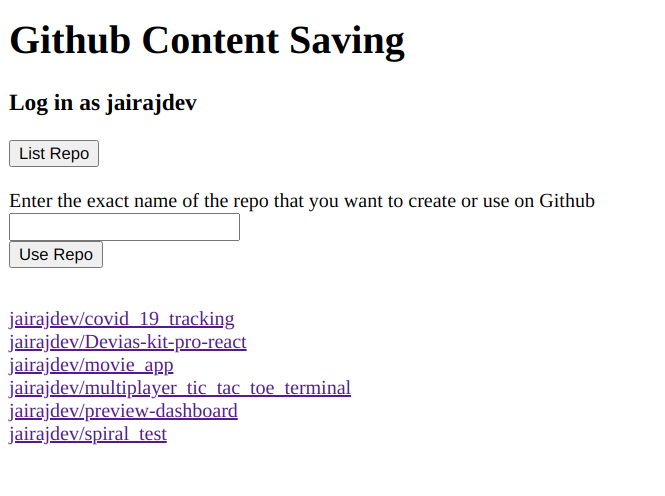 Github Content Saving
Log in as jairajdev
List Repo
Enter the exact name of the repo that you want to create or use on Github
Use Repo
jairajdev/covid_19_tracking
jairajdev/Devias-kit-pro-react
jairajdev/movie_app
jairajdev/multiplayer_tic_tac_toe_terminal
jairajdev/preview-dashboard
jairajdev/spiral_test